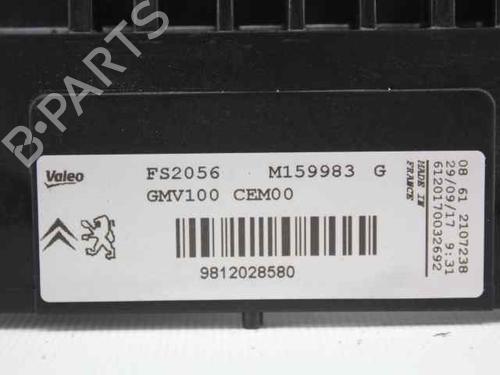 B-PARTS
Valeo
FS2056 M159983 G
GMV100 CEM00
9812028580
MADE IN
FRANCE
08 61 2107238
29/09/17 9:31
61201170032692